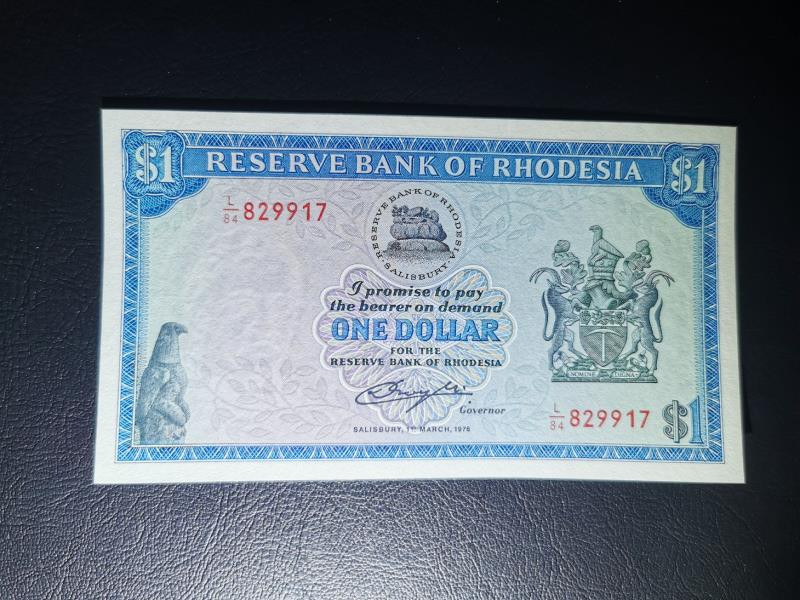 $1 RESERVE BANK OF RHODESIA $1
L/84 829917
RESERVE BANK OF RHODESIA
· SALISBURY ·
I promise to pay
the bearer on demand
ONE DOLLAR
FOR THE
RESERVE BANK OF RHODESIA
Governor
SALISBURY, 1ST MARCH, 1976
SIT NOMINE DIGNA
L/84 829917 $1